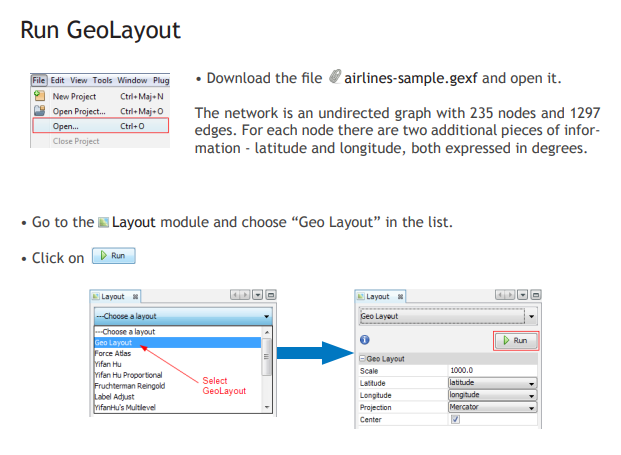 Run GeoLayout
File Edit View Tools Window Plug
New Project Ctrl+Maj+N
Open Project... Ctrl+Maj+O
Open... Ctrl+O
Close Project
• Download the file airlines-sample.gexf and open it.
The network is an undirected graph with 235 nodes and 1297
edges. For each node there are two additional pieces of infor-
mation - latitude and longitude, both expressed in degrees.
• Go to the Layout module and choose “Geo Layout” in the list.
• Click on Run
Layout
---Choose a layout
---Choose a layout
Geo Layout
Force Atlas
Yifan Hu
Yifan Hu Proportional
Fruchterman Reingold
Label Adjust
YifanHu's Multilevel
Select
GeoLayout
Layout
Geo Layout
Run
Geo Layout
Scale 1000.0
Latitude latitude
Longitude longitude
Projection Mercator
Center